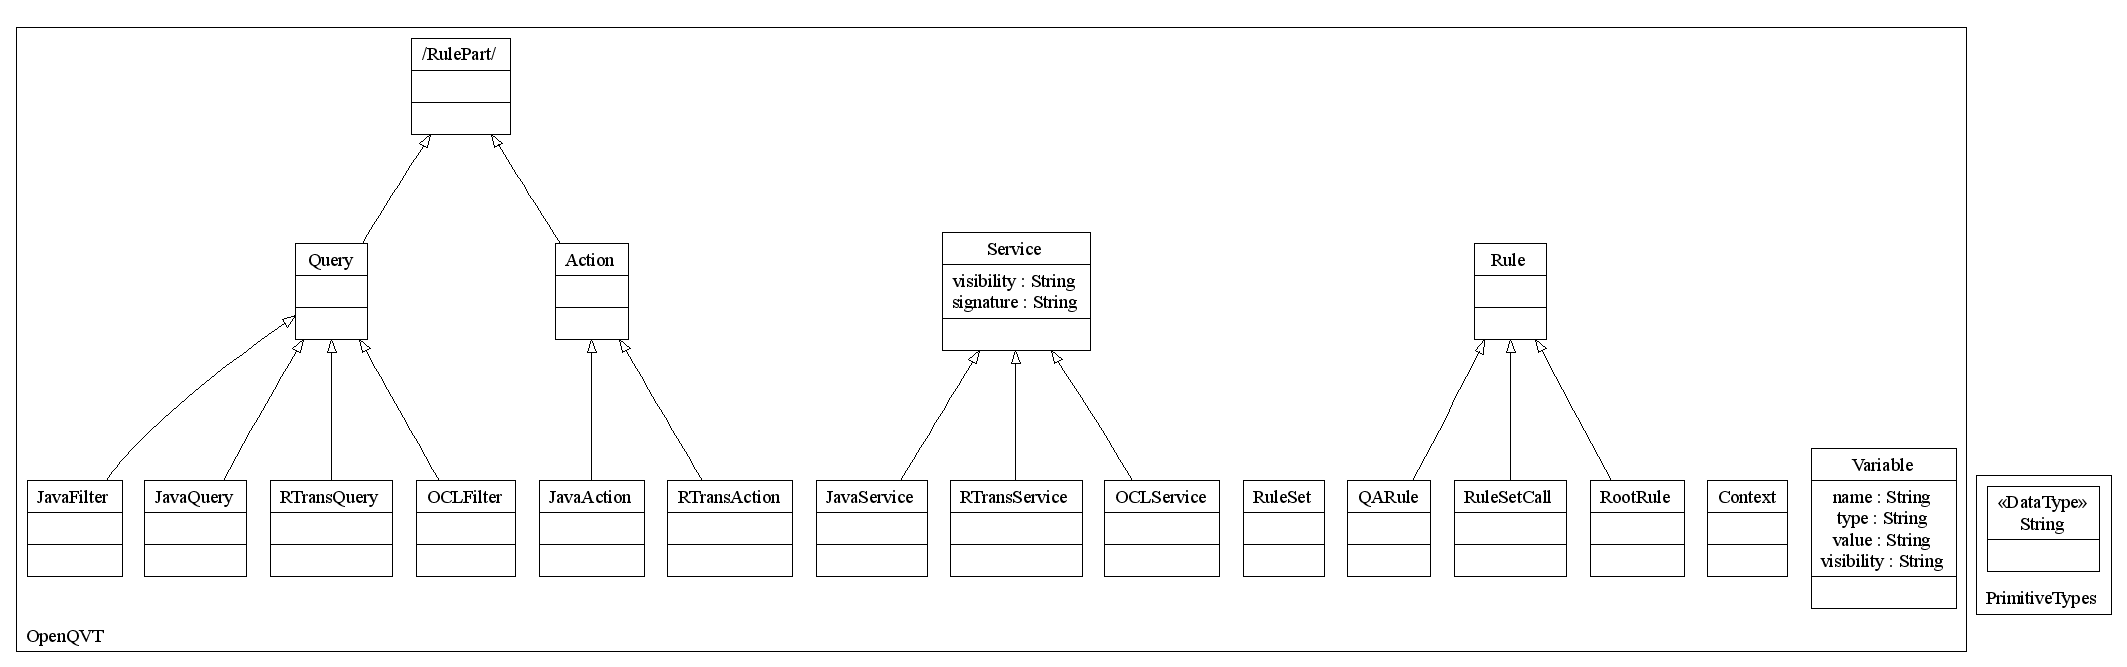 /RulePart/
Query
Action
Service
visibility : String
signature : String
Rule
JavaFilter
JavaQuery
RTransQuery
OCLFilter
JavaAction
RTransAction
JavaService
RTransService
OCLService
RuleSet
QARule
RuleSetCall
RootRule
Context
Variable
name : String
type : String
value : String
visibility : String
«DataType»
String
PrimitiveTypes
OpenQVT